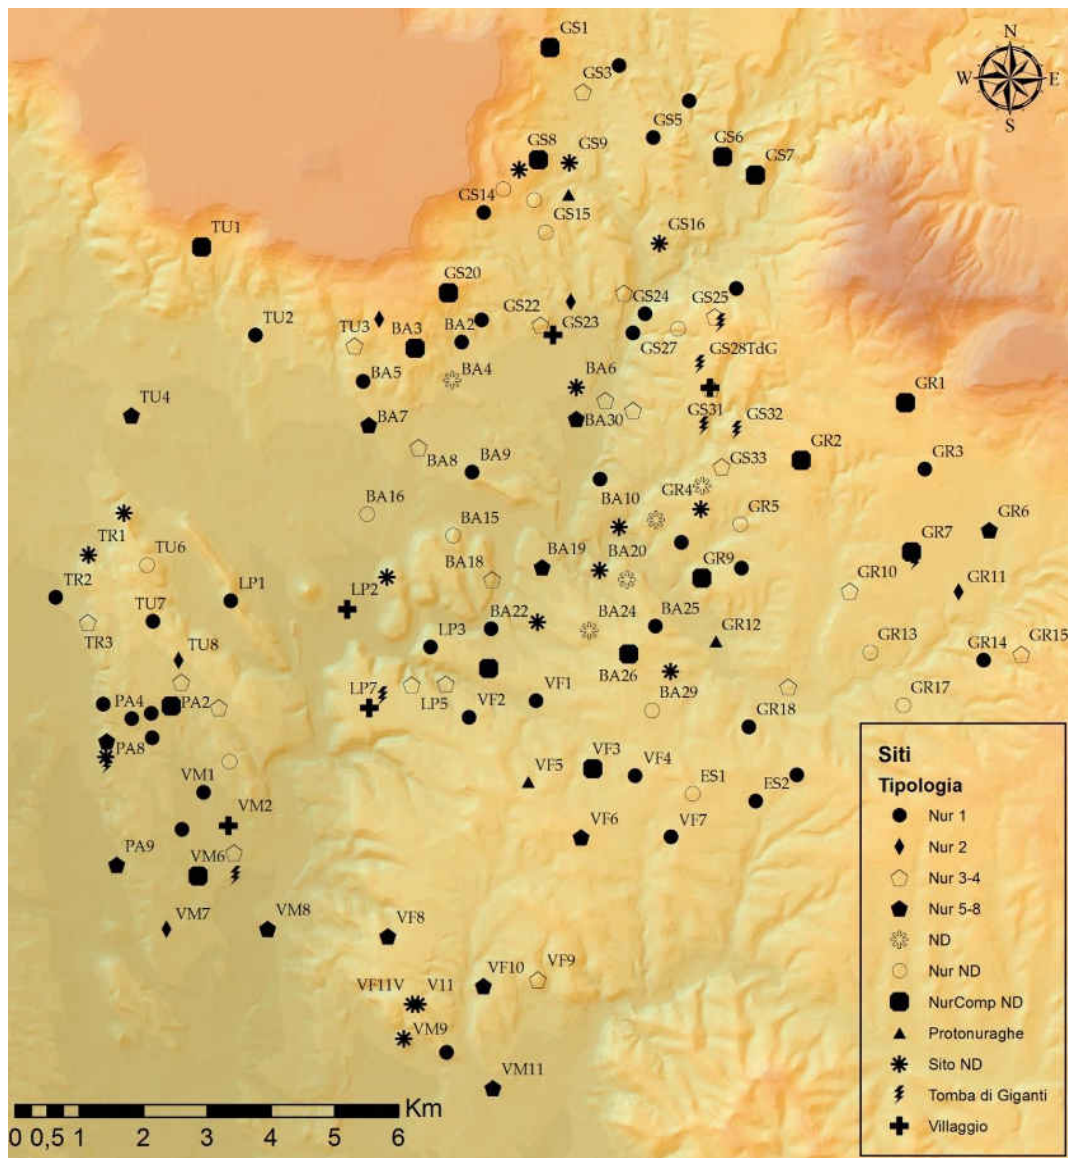 GS1
N
GS3
W
E
S
GS5
GS8
GS9
GS6
GS7
GS14
GS15
TU1
GS16
GS20
GS22
GS24
GS25
TU2
TU3
BA3
BA2
GS23
GS27
GS28TdG
BA5
BA4
BA6
TU4
BA7
BA30
GS31
GS32
GR1
BA8
BA9
GS33
GR2
GR3
BA16
BA10
GR4
GR5
GR6
BA15
TR1
TU6
BA18
BA19
BA20
GR9
GR7
TR2
LP1
LP2
GR10
GR11
TU7
BA22
BA24
BA25
TR3
TU8
LP3
GR12
GR13
GR14
GR15
BA26
LP7
LP5
VF2
VF1
BA29
PA4
PA2
GR17
GR18
PA8
VF5
VF3
VF4
ES1
ES2
VM1
VM2
VF6
VF7
PA9
VM6
VM7
VM8
VF8
VF10
VF9
VF11V
V11
VM9
VM11
Siti
Tipologia
Nur 1
Nur 2
Nur 3-4
Nur 5-8
ND
Nur ND
NurComp ND
Protonuraghe
Sito ND
Tomba di Giganti
Villaggio
Km
0 0,5 1 2 3 4 6